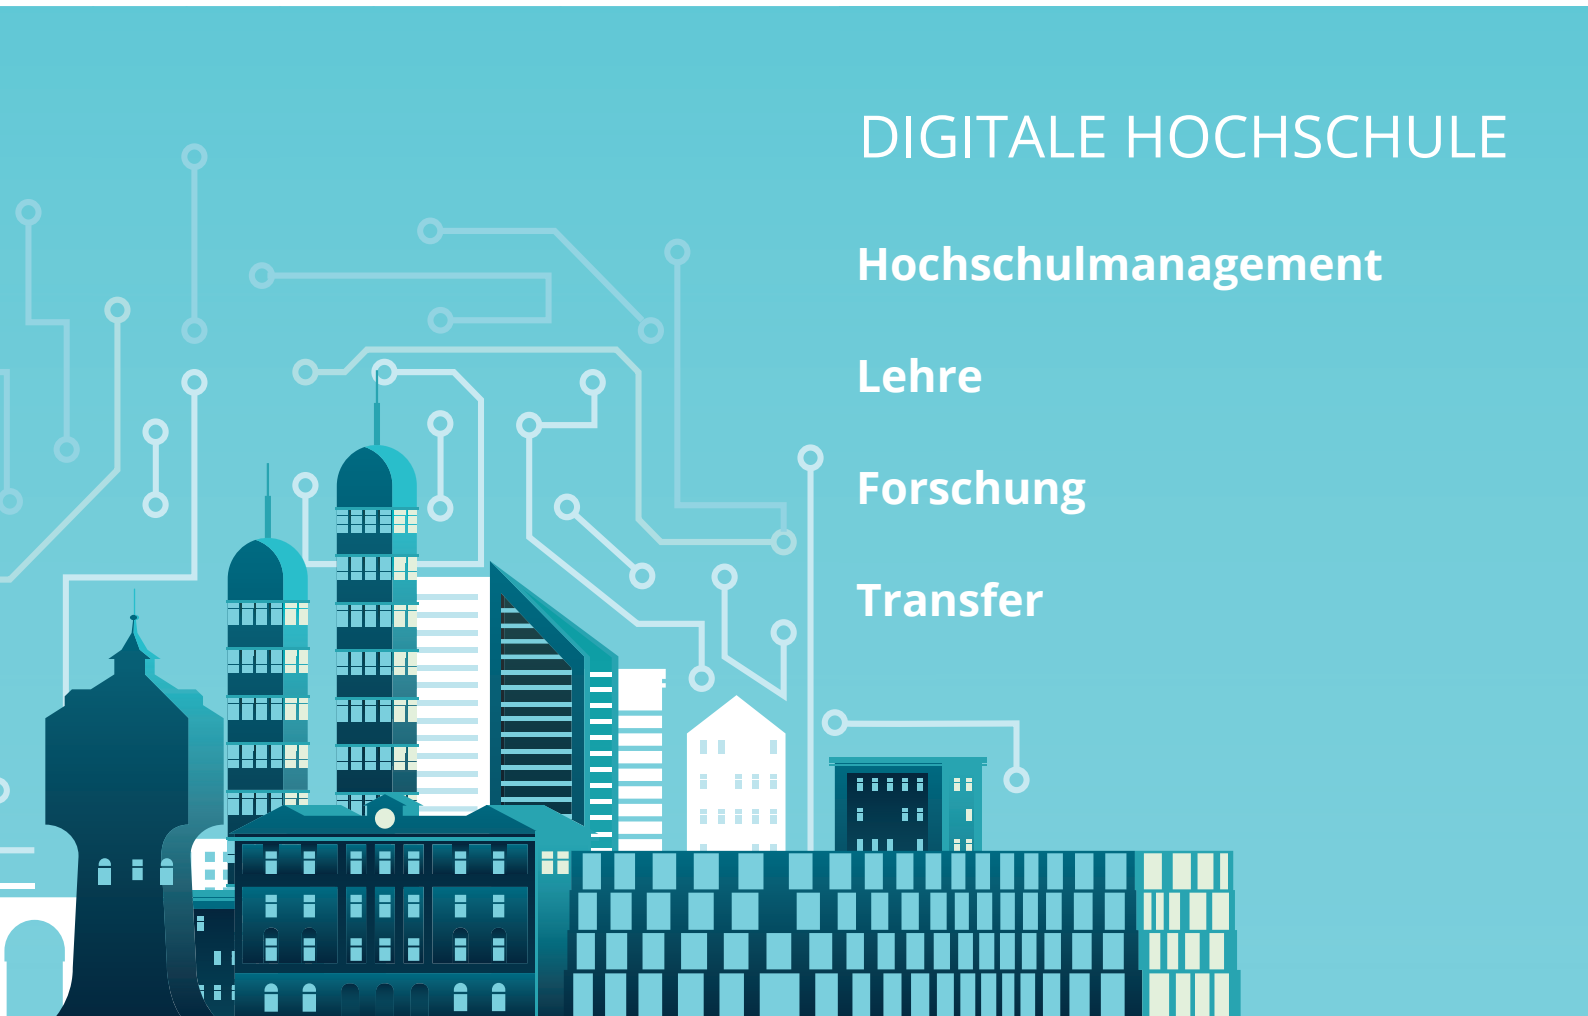 DIGITALE HOCHSCHULE
Hochschulmanagement
Lehre
Forschung
Transfer